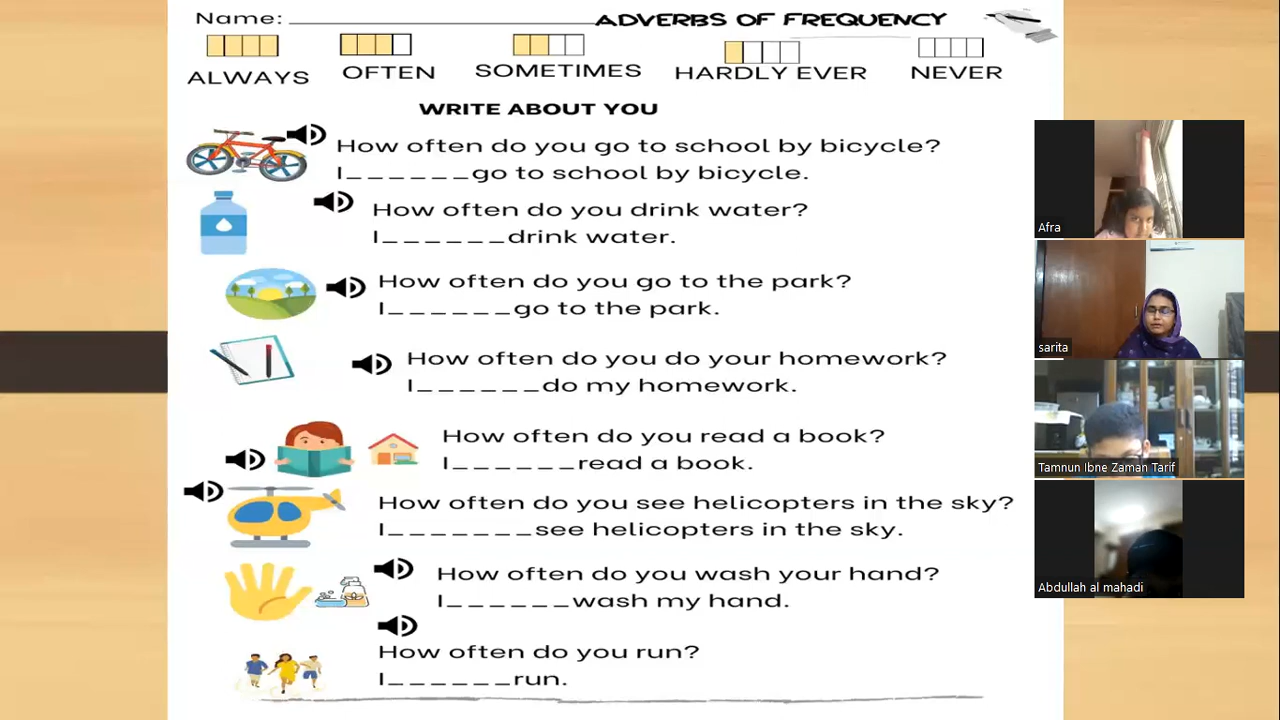 Name: ____________________ ADVERBS OF FREQUENCY
ALWAYS OFTEN SOMETIMES HARDLY EVER NEVER
WRITE ABOUT YOU
How often do you go to school by bicycle?
I_ _ _ _ _ _go to school by bicycle.
How often do you drink water?
I_ _ _ _ _ _drink water.
How often do you go to the park?
I_ _ _ _ _ _go to the park.
How often do you do your homework?
I_ _ _ _ _ _do my homework.
How often do you read a book?
I_ _ _ _ _ _read a book.
How often do you see helicopters in the sky?
I_ _ _ _ _ _ _see helicopters in the sky.
How often do you wash your hand?
I_ _ _ _ _ _wash my hand.
How often do you run?
I_ _ _ _ _ _run.
Afra
sarita
Tamnun Ibne Zaman Tarif
Abdullah al mahadi